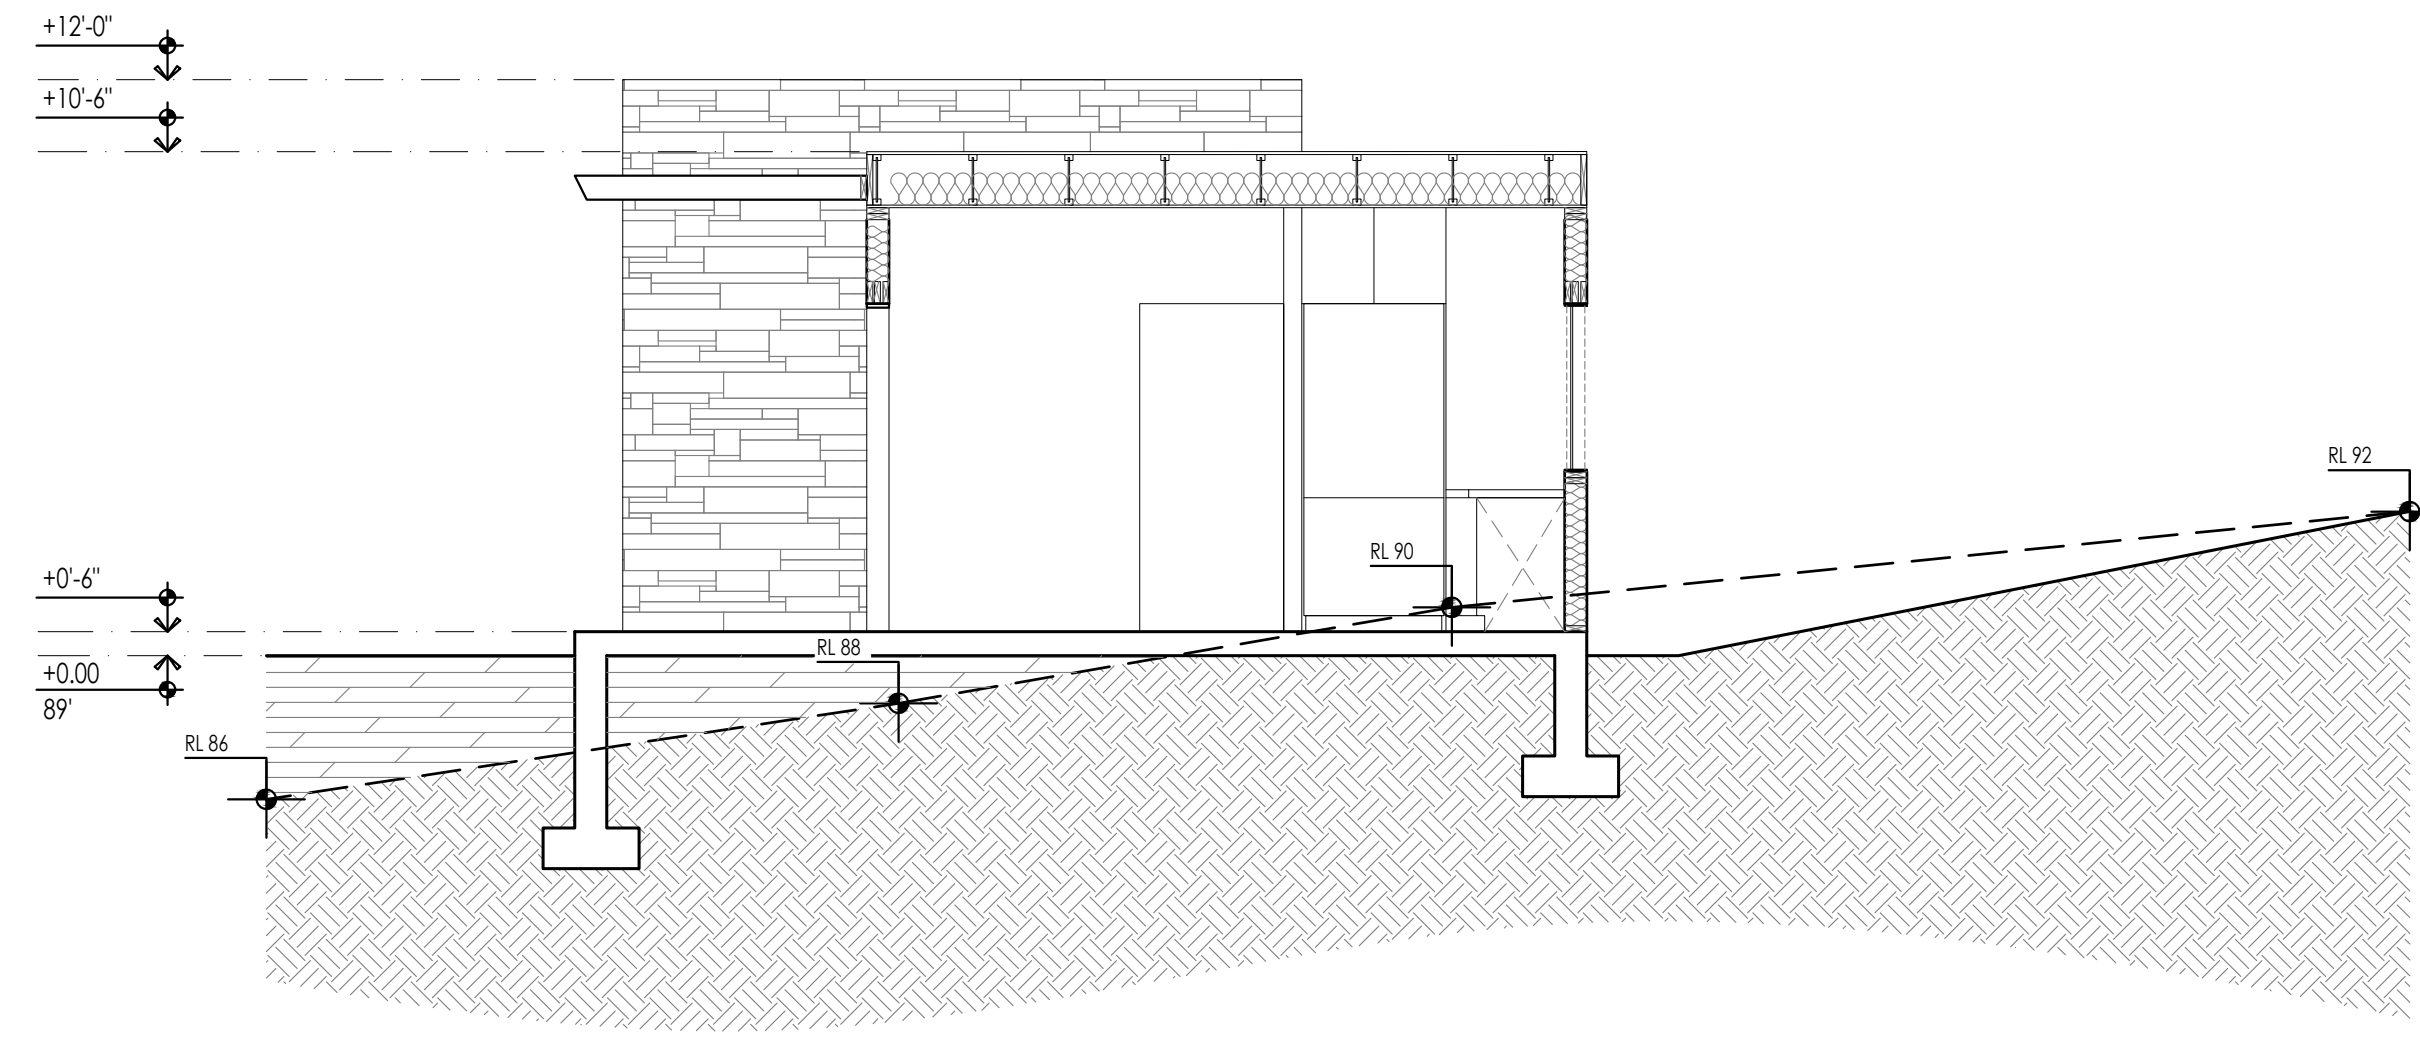 +12'-0"
+10'-6"
RL 92
RL 90
+0'-6"
RL 88
+0.00
89'
RL 86